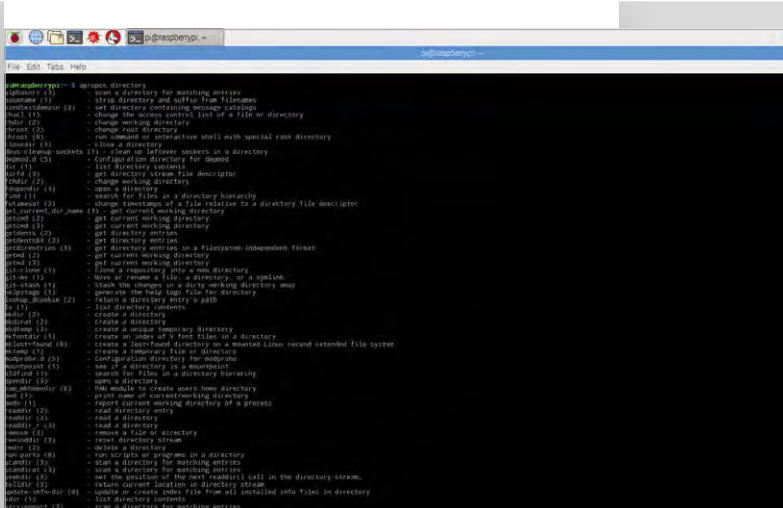 pi@raspberrypi: ~
pi@raspberrypi: ~
File Edit Tabs Help
pi@raspberrypi:~ $ apropos directory
alphasort (3) - scan a directory for matching entries
basename (1) - strip directory and suffix from filenames
bindtextdomain (3) - set directory containing message catalogs
chacl (1) - change the access control list of a file or directory
chdir (2) - change working directory
chroot (2) - change root directory
chroot (8) - run command or interactive shell with special root directory
closedir (3) - close a directory
dbus-cleanup-sockets (1) - clean up leftover sockets in a directory
depmod.d (5) - Configuration directory for depmod
dir (1) - list directory contents
dirfd (3) - get directory stream file descriptor
fchdir (2) - change working directory
fdopendir (3) - open a directory
find (1) - search for files in a directory hierarchy
futimesat (2) - change timestamps of a file relative to a directory file descriptor
get_current_dir_name (3) - get current working directory
getcwd (2) - get current working directory
getcwd (3) - get current working directory
getdents (2) - get directory entries
getdents64 (2) - get directory entries
getdirentries (3) - get directory entries in a filesystem-independent format
getwd (2) - get current working directory
getwd (3) - get current working directory
git-clone (1) - Clone a repository into a new directory
git-mv (1) - Move or rename a file, a directory, or a symlink
git-stash (1) - Stash the changes in a dirty working directory away
helpztags (1) - generate the help tags file for directory
lookup_dcookie (2) - return a directory entry's path
ls (1) - list directory contents
mkdir (2) - create a directory
mkdirat (2) - create a directory
mkdtemp (3) - create a unique temporary directory
mkfontdir (1) - create an index of X font files in a directory
mklost+found (8) - create a lost+found directory on a mounted Linux second extended file system
mktemp (1) - create a temporary file or directory
modprobe.d (5) - Configuration directory for modprobe
mountpoint (1) - see if a directory is a mountpoint
oldfind (1) - search for files in a directory hierarchy
opendir (3) - open a directory
pam_mkhomedir (8) - PAM module to create users home directory
pwd (1) - print name of current/working directory
pwdx (1) - report current working directory of a process
readdir (2) - read directory entry
readdir (3) - read a directory
readdir_r (3) - read a directory
remove (3) - remove a file or directory
rewinddir (3) - reset directory stream
rmdir (2) - delete a directory
run-parts (8) - run scripts or programs in a directory
scandir (3) - scan a directory for matching entries
scandirat (3) - scan a directory for matching entries
seekdir (3) - set the position of the next readdir() call in the directory stream.
telldir (3) - return current location in directory stream
update-info-dir (8) - update or create index file from all installed info files in directory
vdir (1) - list directory contents
versionsort (3) - scan a directory for matching entries